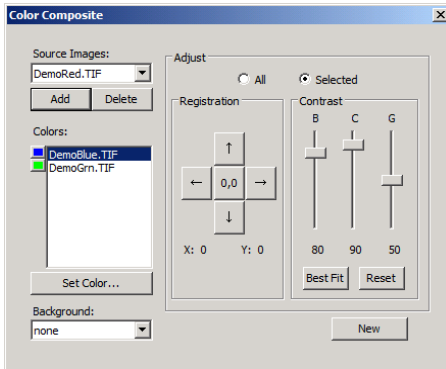 Color Composite
Source Images:
DemoRed.TIF
Add Delete
Colors:
DemoBlue.TIF
DemoGrn.TIF
Set Color...
Background:
none
Adjust
All Selected
Registration
↑
← 0,0 →
↓
X: 0 Y: 0
Contrast
B C G
80 90 50
Best Fit Reset
New